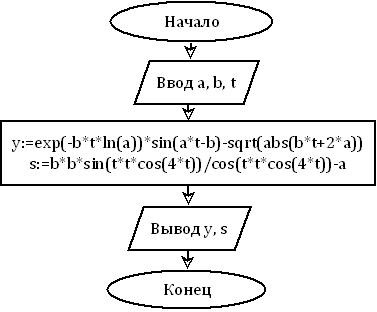 Начало
Ввод a, b, t
y:=exp(-b*t*ln(a))*sin(a*t-b)-sqrt(abs(b*t+2*a))
s:=b*b*sin(t*t*cos(4*t))/cos(t*t*cos(4*t))-a
Вывод y, s
Конец